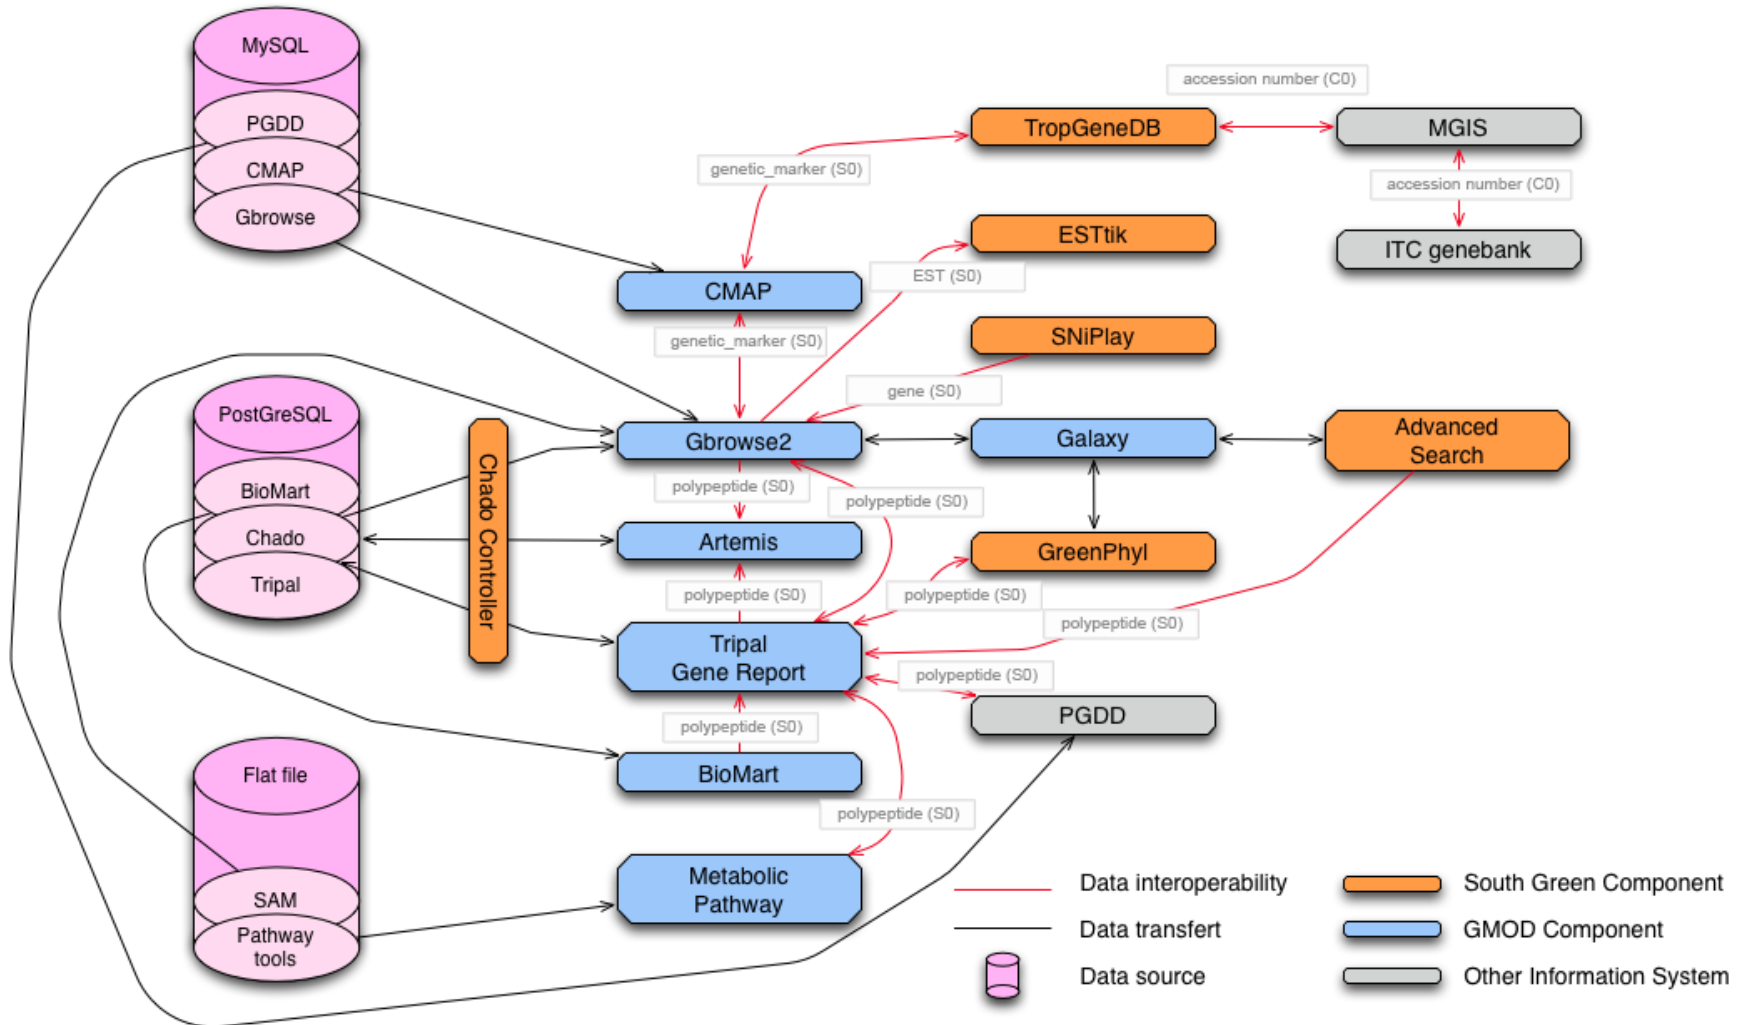 MySQL
PGDD
CMAP
Gbrowse
PostGreSQL
BioMart
Chado
Tripal
Flat file
SAM
Pathway
tools
Chado Controller
accession number (C0)
TropGeneDB
MGIS
genetic_marker (S0)
accession number (C0)
ESTtik
ITC genebank
EST (S0)
CMAP
genetic_marker (S0)
SNiPlay
gene (S0)
Gbrowse2
Galaxy
Advanced
Search
polypeptide (S0)
polypeptide (S0)
Artemis
GreenPhyl
polypeptide (S0)
polypeptide (S0)
polypeptide (S0)
Tripal
Gene Report
polypeptide (S0)
PGDD
polypeptide (S0)
BioMart
polypeptide (S0)
Metabolic
Pathway
Data interoperability
Data transfert
Data source
South Green Component
GMOD Component
Other Information System